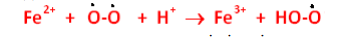 Fe²⁺ + Ȯ-Ȯ + H⁺ → Fe³⁺ + HO-Ȯ